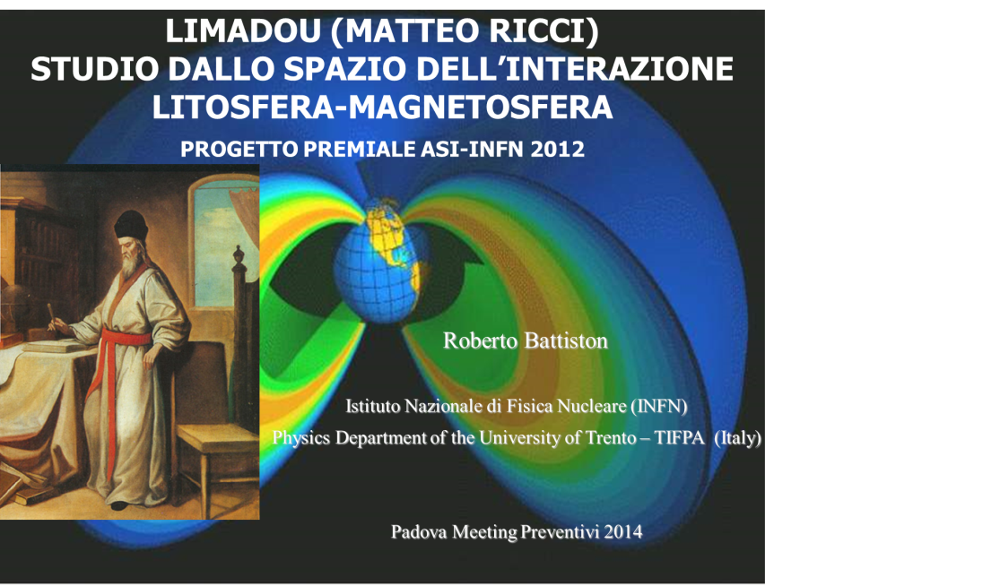 LIMADOU (MATTEO RICCI)
STUDIO DALLO SPAZIO DELL’INTERAZIONE
LITOSFERA-MAGNETOSFERA
PROGETTO PREMIALE ASI-INFN 2012
Roberto Battiston
Istituto Nazionale di Fisica Nucleare (INFN)
Physics Department of the University of Trento – TIFPA (Italy)
Padova Meeting Preventivi 2014